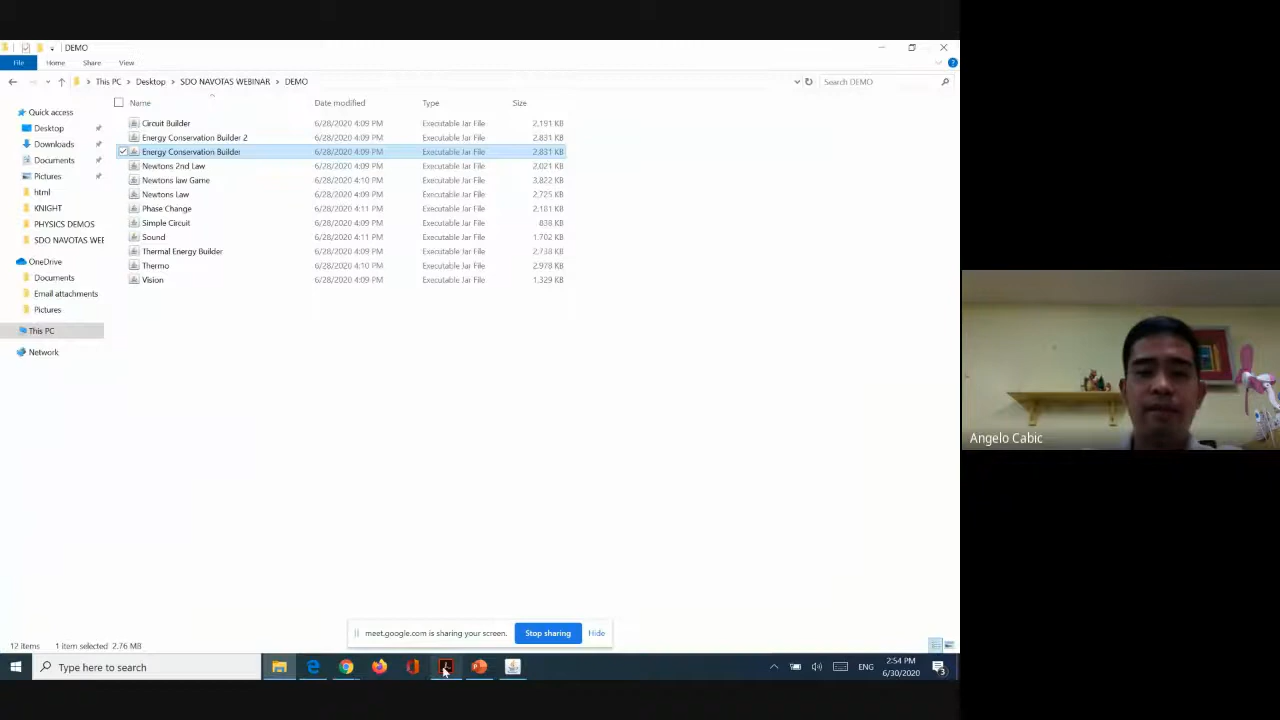 DEMO
File Home Share View
This PC Desktop SDO NAVOTAS WEBINAR DEMO Search DEMO
Name Date modified Type Size
Quick access
Desktop
Downloads
Documents
Pictures
html
KNIGHT
PHYSICS DEMOS
SDO NAVOTAS WEE
OneDrive
Documents
Email attachments
Pictures
This PC
Network
Circuit Builder 6/28/2020 4:09 PM Executable Jar File 2,191 KB
Energy Conservation Builder 2 6/28/2020 4:09 PM Executable Jar File 2,831 KB
Energy Conservation Builder 6/28/2020 4:09 PM Executable Jar File 2,831 KB
Newtons 2nd Law 6/28/2020 4:09 PM Executable Jar File 2,021 KB
Newtons law Game 6/28/2020 4:10 PM Executable Jar File 3,822 KB
Newtons Law 6/28/2020 4:09 PM Executable Jar File 2,725 KB
Phase Change 6/28/2020 4:11 PM Executable Jar File 2,181 KB
Simple Circuit 6/28/2020 4:09 PM Executable Jar File 838 KB
Sound 6/28/2020 4:11 PM Executable Jar File 1,702 KB
Thermal Energy Builder 6/28/2020 4:09 PM Executable Jar File 2,738 KB
Thermo 6/28/2020 4:10 PM Executable Jar File 2,978 KB
Vision 6/28/2020 4:09 PM Executable Jar File 1,329 KB
Angelo Cabic
meet.google.com is sharing your screen. Stop sharing Hide
12 items 1 item selected 2.76 MB
Type here to search
ENG
2:54 PM
6/30/2020
3